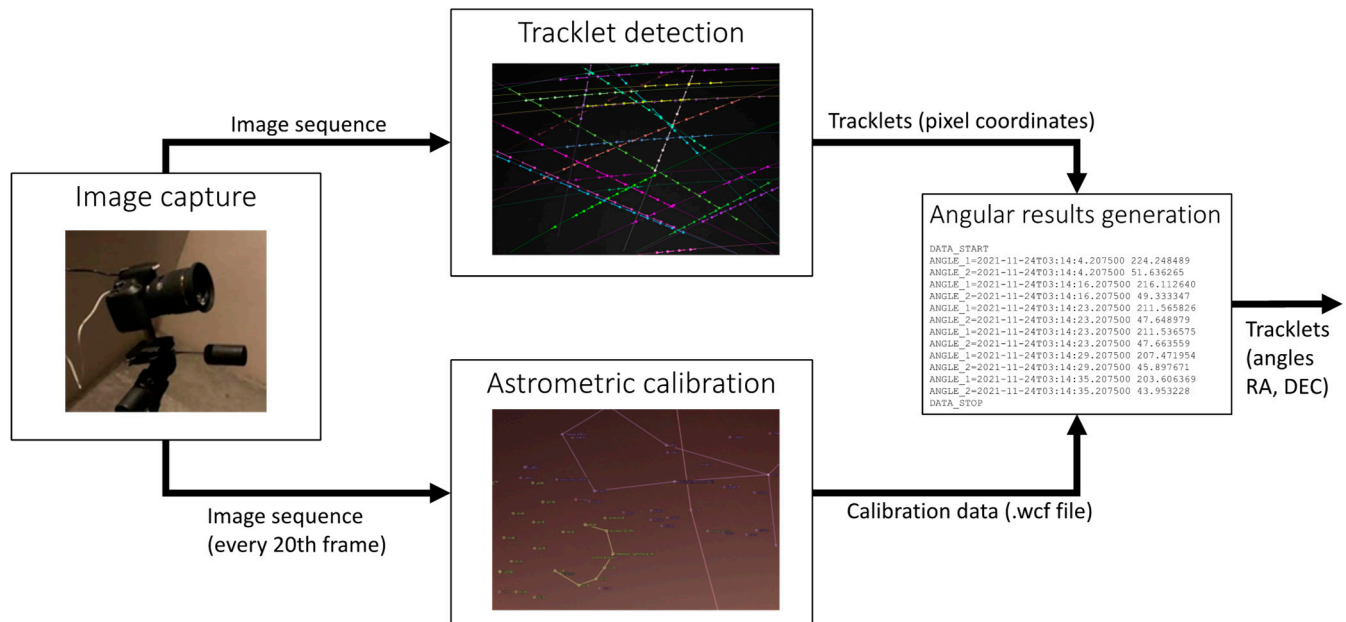 Tracklet detection
Image sequence
Tracklets (pixel coordinates)
Image capture
Angular results generation
DATA_START
ANGLE_1=2021-11-24T03:14:4.207500 224.248489
ANGLE_2=2021-11-24T03:14:4.207500 51.636265
ANGLE_1=2021-11-24T03:14:16.207500 216.112640
ANGLE_2=2021-11-24T03:14:16.207500 49.333347
ANGLE_1=2021-11-24T03:14:23.207500 211.565826
ANGLE_2=2021-11-24T03:14:23.207500 47.648979
ANGLE_1=2021-11-24T03:14:23.207500 211.536575
ANGLE_2=2021-11-24T03:14:23.207500 47.663559
ANGLE_1=2021-11-24T03:14:29.207500 207.471954
ANGLE_2=2021-11-24T03:14:29.207500 45.897671
ANGLE_1=2021-11-24T03:14:35.207500 203.606369
ANGLE_2=2021-11-24T03:14:35.207500 43.953228
DATA_STOP
Tracklets
(angles
RA, DEC)
Astrometric calibration
Image sequence
(every 20th frame)
Calibration data (.wcf file)